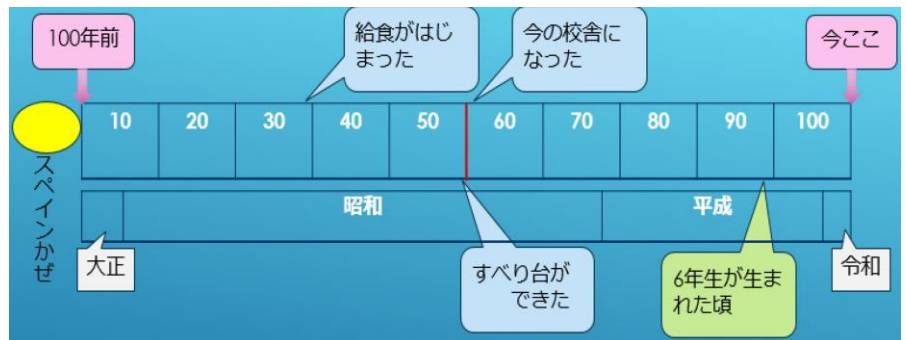 100年前
給食がはじ
まった
今の校舎に
なった
今ここ
10 20 30 40 50 60 70 80 90 100
スペインかぜ
昭和 平成
大正
すべり台が
できた
6年生が生ま
れた頃
令和